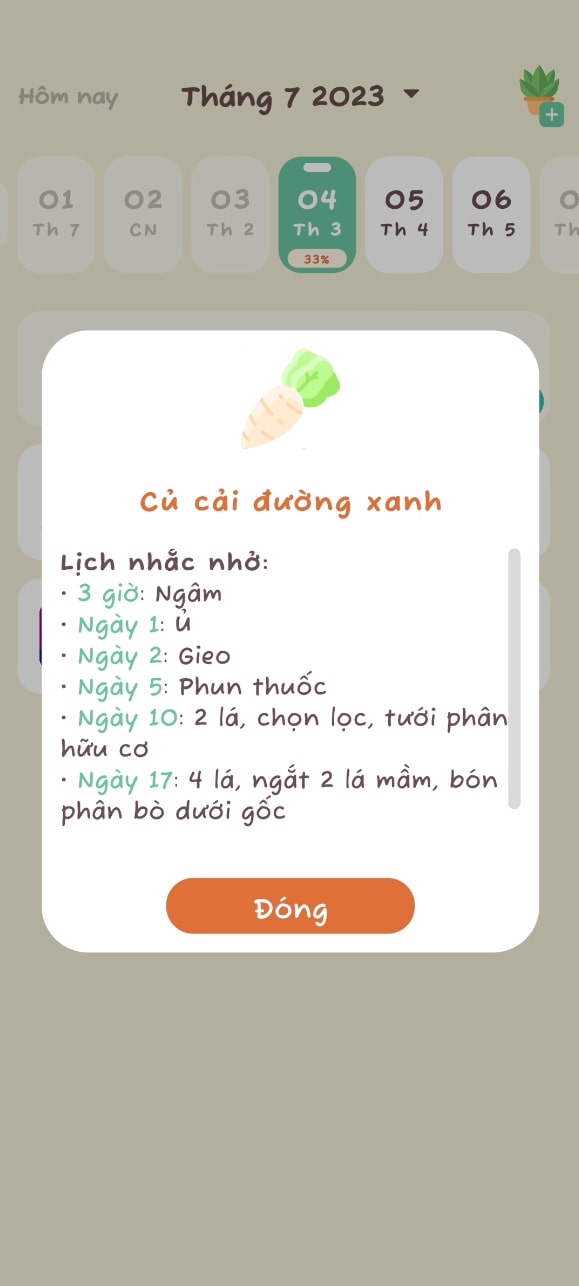 Hôm nay
Tháng 7 2023
01
Th 7
02
CN
03
Th 2
04
Th 3
33%
05
Th 4
06
Th 5
Củ cải đường xanh
Lịch nhắc nhở:
· 3 giờ: Ngâm
· Ngày 1: Ủ
· Ngày 2: Gieo
· Ngày 5: Phun thuốc
· Ngày 10: 2 lá, chọn lọc, tưới phân
hữu cơ
· Ngày 17: 4 lá, ngắt 2 lá mầm, bón
phân bò dưới gốc
Đóng